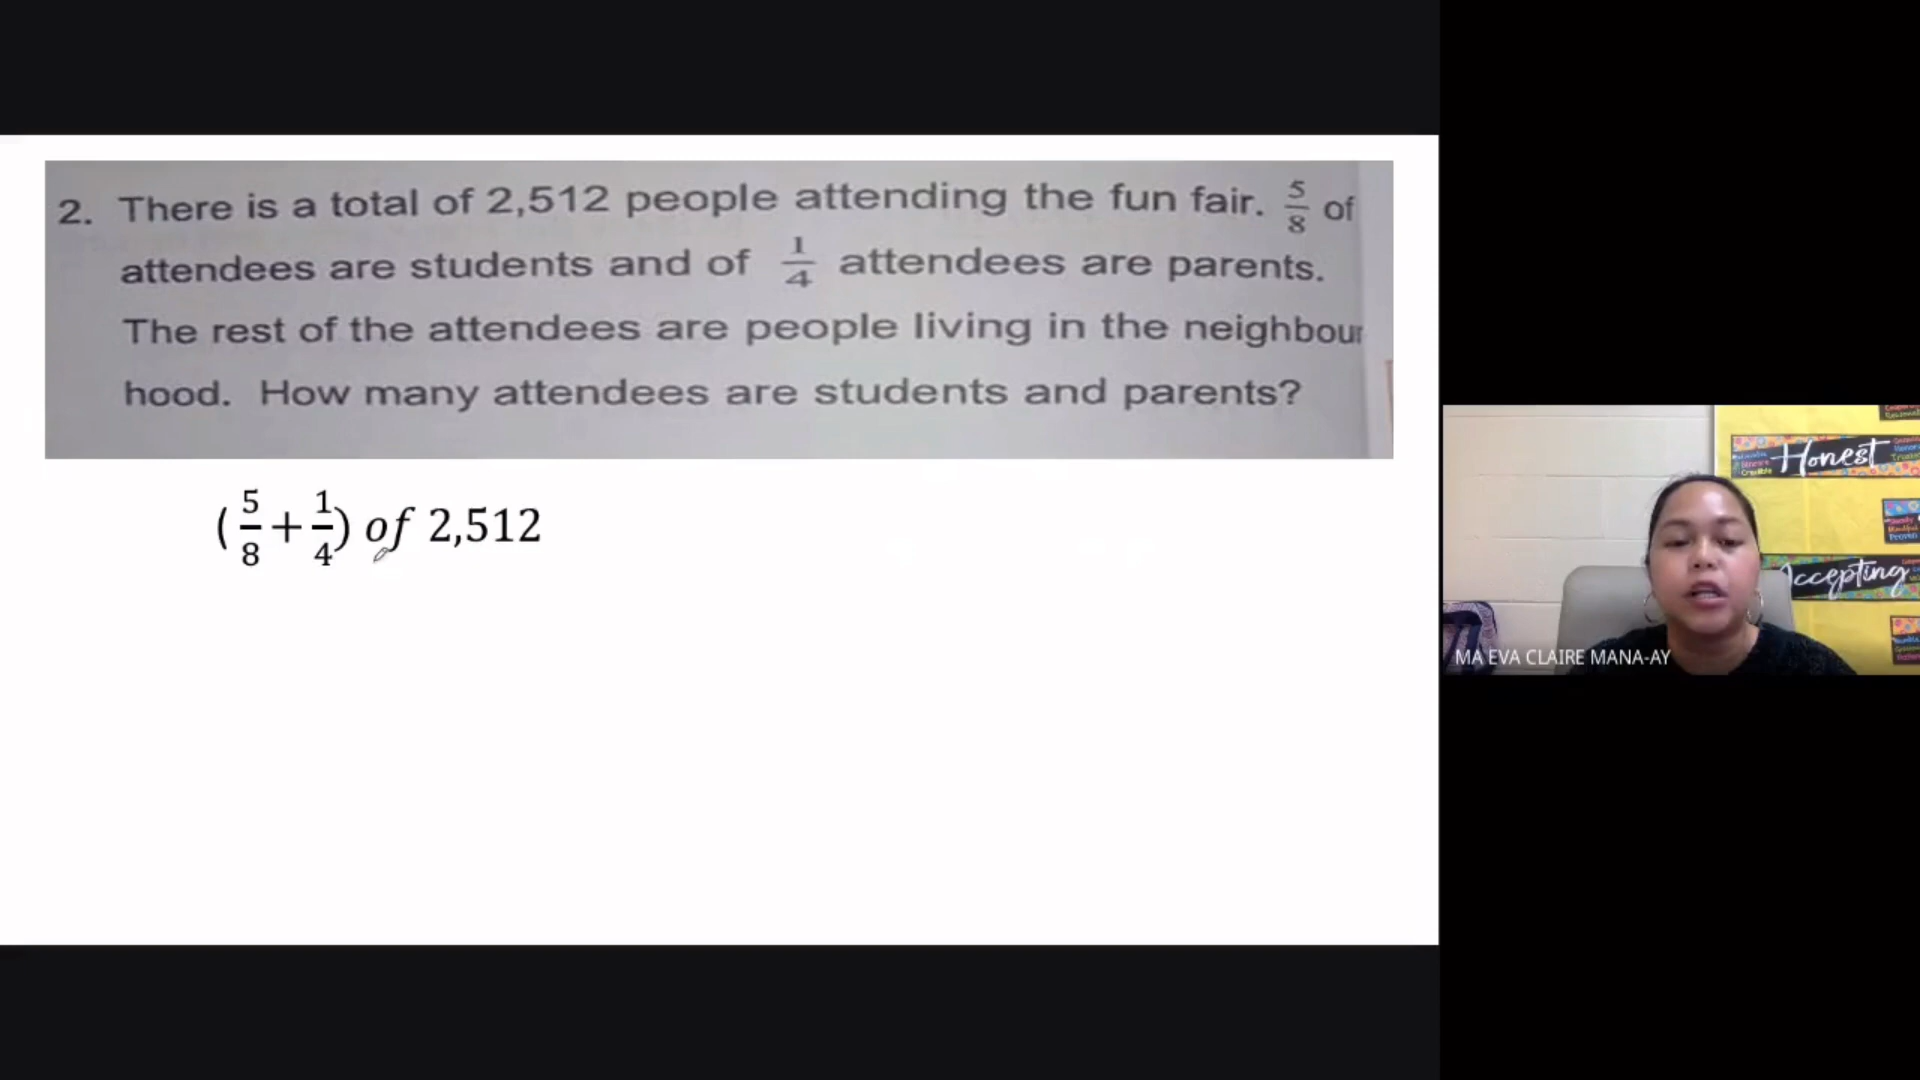 2. There is a total of 2,512 people attending the fun fair. 5/8 of
attendees are students and of 1/4 attendees are parents.
The rest of the attendees are people living in the neighbour
hood. How many attendees are students and parents?
(5/8 + 1/4) of 2,512
Honest
Accepting
MA EVA CLAIRE MANA-AY